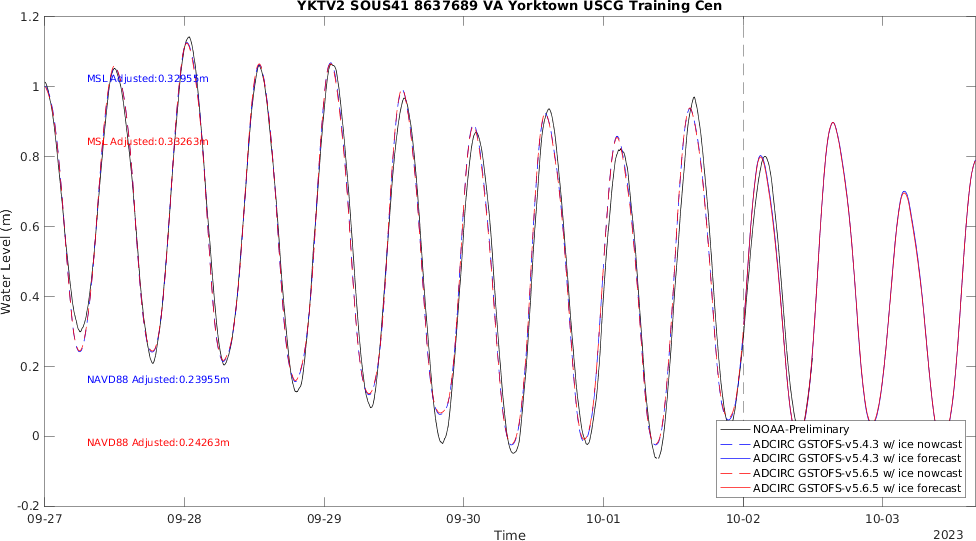 YKTV2 SOUS41 8637689 VA Yorktown USCG Training Cen
1.2
1
0.8
0.6
0.4
0.2
0
-0.2
Water Level (m)
MSL Adjusted:0.32955m
MSL Adjusted:0.33263m
NAVD88 Adjusted:0.23955m
NAVD88 Adjusted:0.24263m
NOAA-Preliminary
ADCIRC GSTOFS-v5.4.3 w/ ice nowcast
ADCIRC GSTOFS-v5.4.3 w/ ice forecast
ADCIRC GSTOFS-v5.6.5 w/ ice nowcast
ADCIRC GSTOFS-v5.6.5 w/ ice forecast
09-27 09-28 09-29 09-30 10-01 10-02 10-03
Time
2023